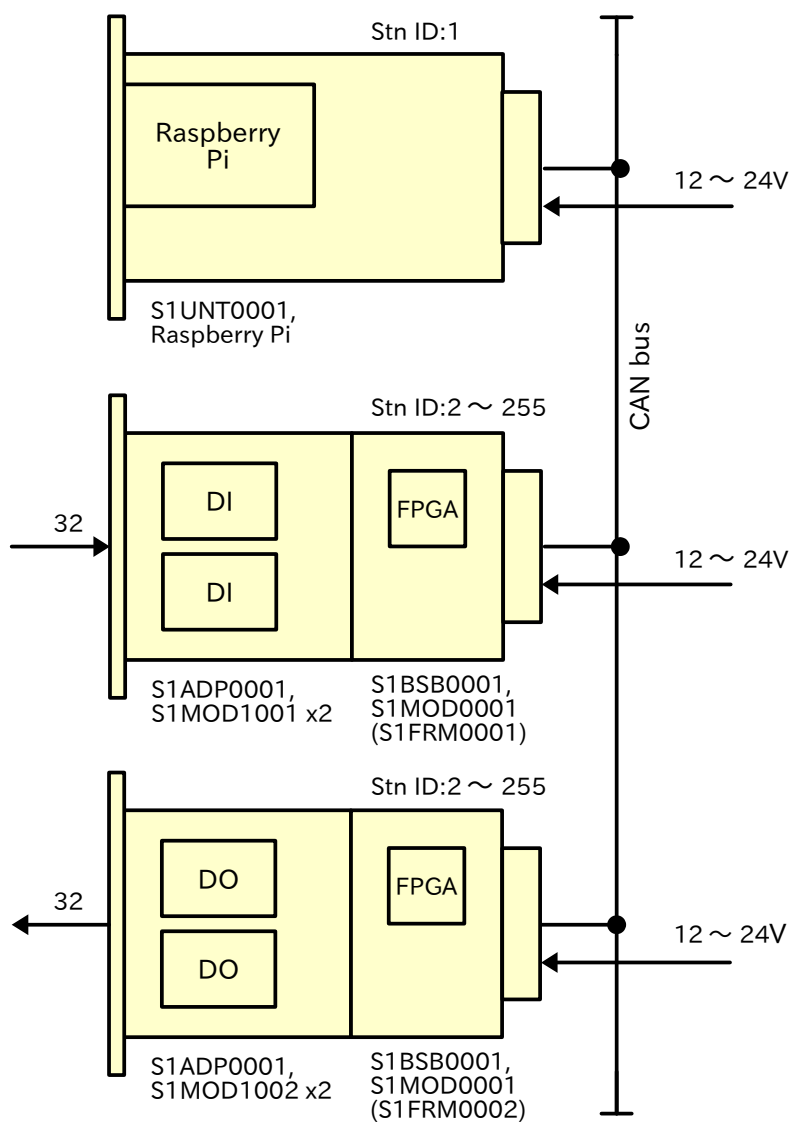 Stn ID:1
Raspberry
Pi
12 ～ 24V
S1UNT0001,
Raspberry Pi
CAN bus
Stn ID:2 ～ 255
DI
FPGA
32
DI
12 ～ 24V
S1ADP0001,
S1MOD1001 x2
S1BSB0001,
S1MOD0001
(S1FRM0001)
Stn ID:2 ～ 255
DO
FPGA
32
DO
12 ～ 24V
S1ADP0001,
S1MOD1002 x2
S1BSB0001,
S1MOD0001
(S1FRM0002)